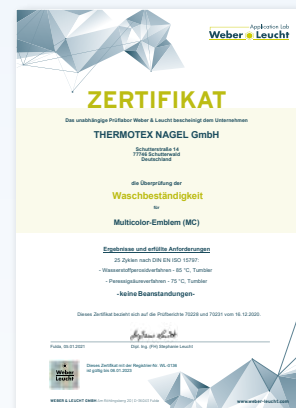 Application Lab
Weber Leucht
ZERTIFIKAT
Das unabhängige Prüflabor Weber & Leucht bescheinigt dem Unternehmen
THERMOTEX NAGEL GmbH
Schutterstraße 14
77746 Schutterwald
Deutschland
die Überprüfung der
Waschbeständigkeit
für
Multicolor-Emblem (MC)
Ergebnisse und erfüllte Anforderungen
25 Zyklen nach DIN EN ISO 15797:
- Wasserstoffperoxidverfahren - 85 °C, Tumbler
- Peressigsäureverfahren - 75 °C, Tumbler
-keine Beanstandungen-
Dieses Zertifikat bezieht sich auf die Prüfberichte 70226 und 70231 vom 16.12.2020.
Fulda, 06.01.2021
Dipl. Ing. (FH) Stephanie Leucht
Weber
Leucht
Dieses Zertifikat mit der Registrier-Nr. WL-0156
ist gültig bis 06.01.2023
WEBER & LEUCHT GMBH
www.weber-leucht.com